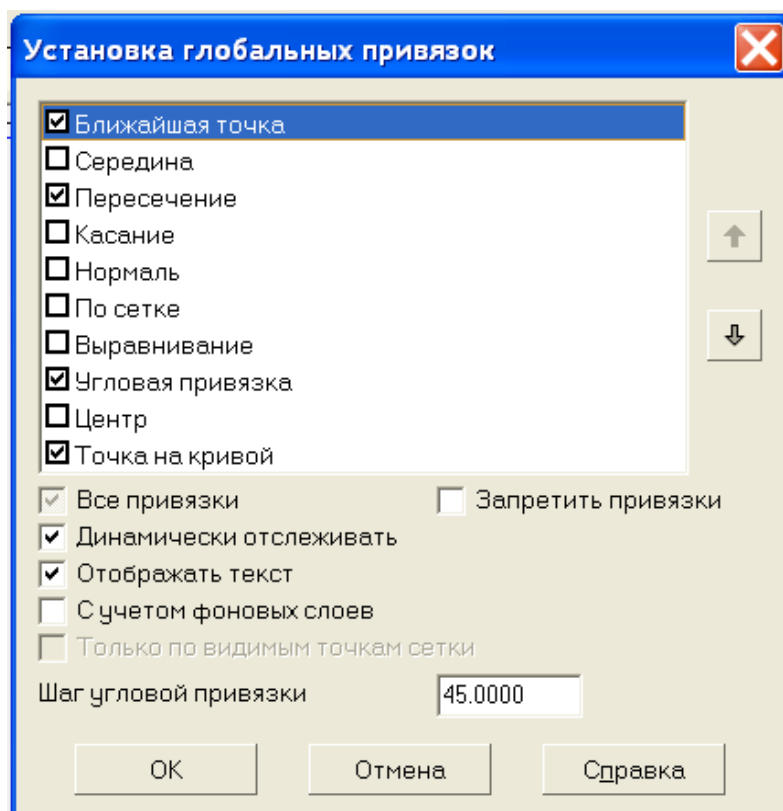 Установка глобальных привязок
Ближайшая точка
Середина
Пересечение
Касание
Нормаль
По сетке
Выравнивание
Угловая привязка
Центр
Точка на кривой
Все привязки Запретить привязки
Динамически отслеживать
Отображать текст
С учетом фоновых слоев
Только по видимым точкам сетки
Шаг угловой привязки 45.0000
OK Отмена Справка